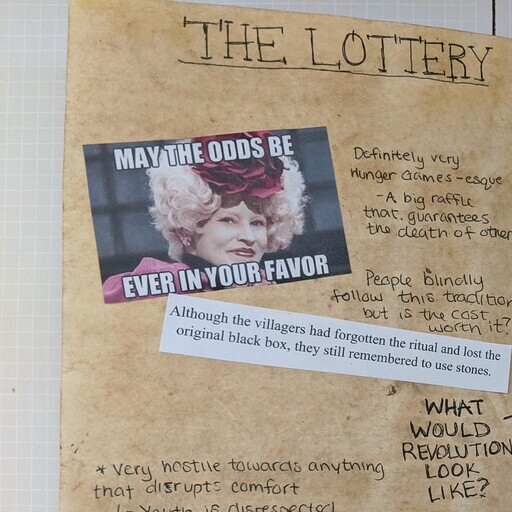 THE LOTTERY
MAY THE ODDS BE
EVER IN YOUR FAVOR
Definitely very
Hunger Games-esque
- A big raffle
that guarantees
the death of other
People blindly
follow this tradition
but is the cost
worth it?
Although the villagers had forgotten the ritual and lost the
original black box, they still remembered to use stones.
WHAT
WOULD
REVOLUTION
LOOK
LIKE?
* Very hostile towards anything
that disrupts comfort
Youth is disrespected